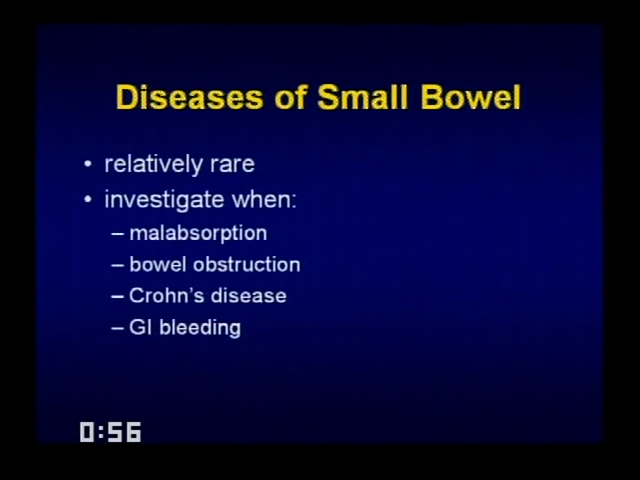 Diseases of Small Bowel
• relatively rare
• investigate when:
– malabsorption
– bowel obstruction
– Crohn's disease
– GI bleeding
0:56